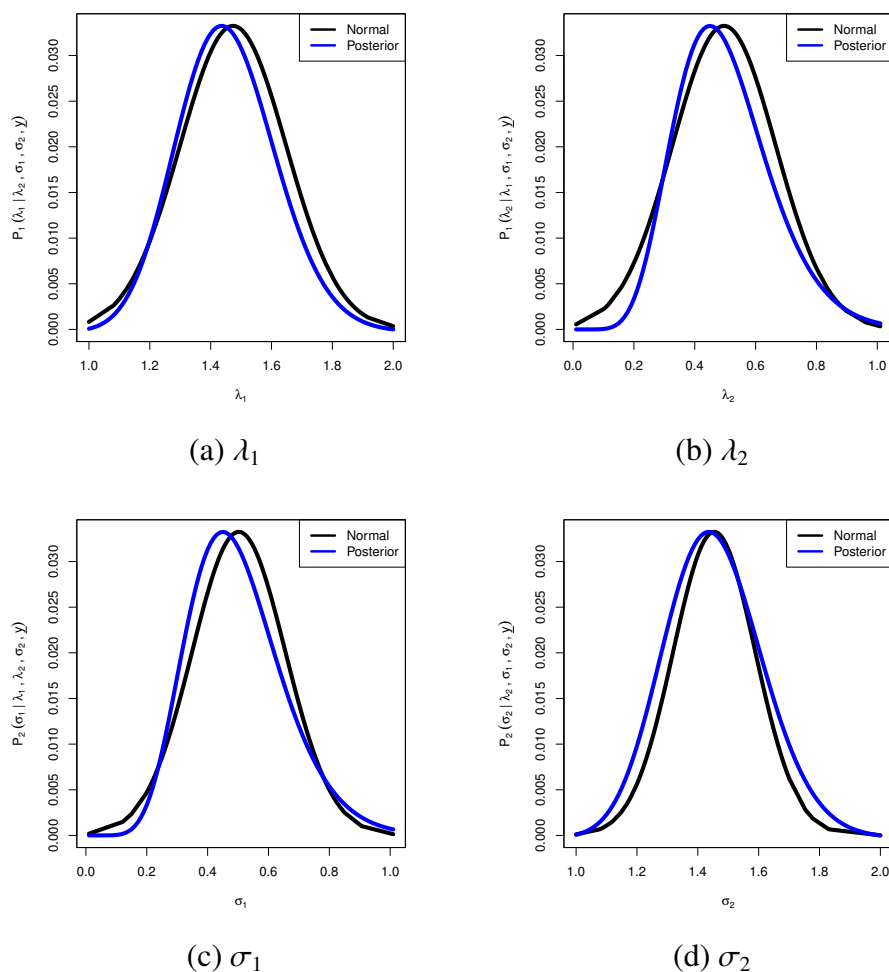 Normal
Posterior
P₁ (λ₁ | λ₂ , σ₁ , σ₂ , y)
0.000 0.005 0.010 0.015 0.020 0.025 0.030
1.0 1.2 1.4 1.6 1.8 2.0
λ₁
(a) λ₁
Normal
Posterior
P₁ (λ₂ | λ₁ , σ₁ , σ₂ , y)
0.000 0.005 0.010 0.015 0.020 0.025 0.030
0.0 0.2 0.4 0.6 0.8 1.0
λ₂
(b) λ₂
Normal
Posterior
P₂ (σ₁ | λ₁ , λ₂ , σ₂ , y)
0.000 0.005 0.010 0.015 0.020 0.025 0.030
0.0 0.2 0.4 0.6 0.8 1.0
σ₁
(c) σ₁
Normal
Posterior
P₂ (σ₂ | λ₂ , σ₁ , σ₂ , y)
0.000 0.005 0.010 0.015 0.020 0.025 0.030
1.0 1.2 1.4 1.6 1.8 2.0
σ₂
(d) σ₂